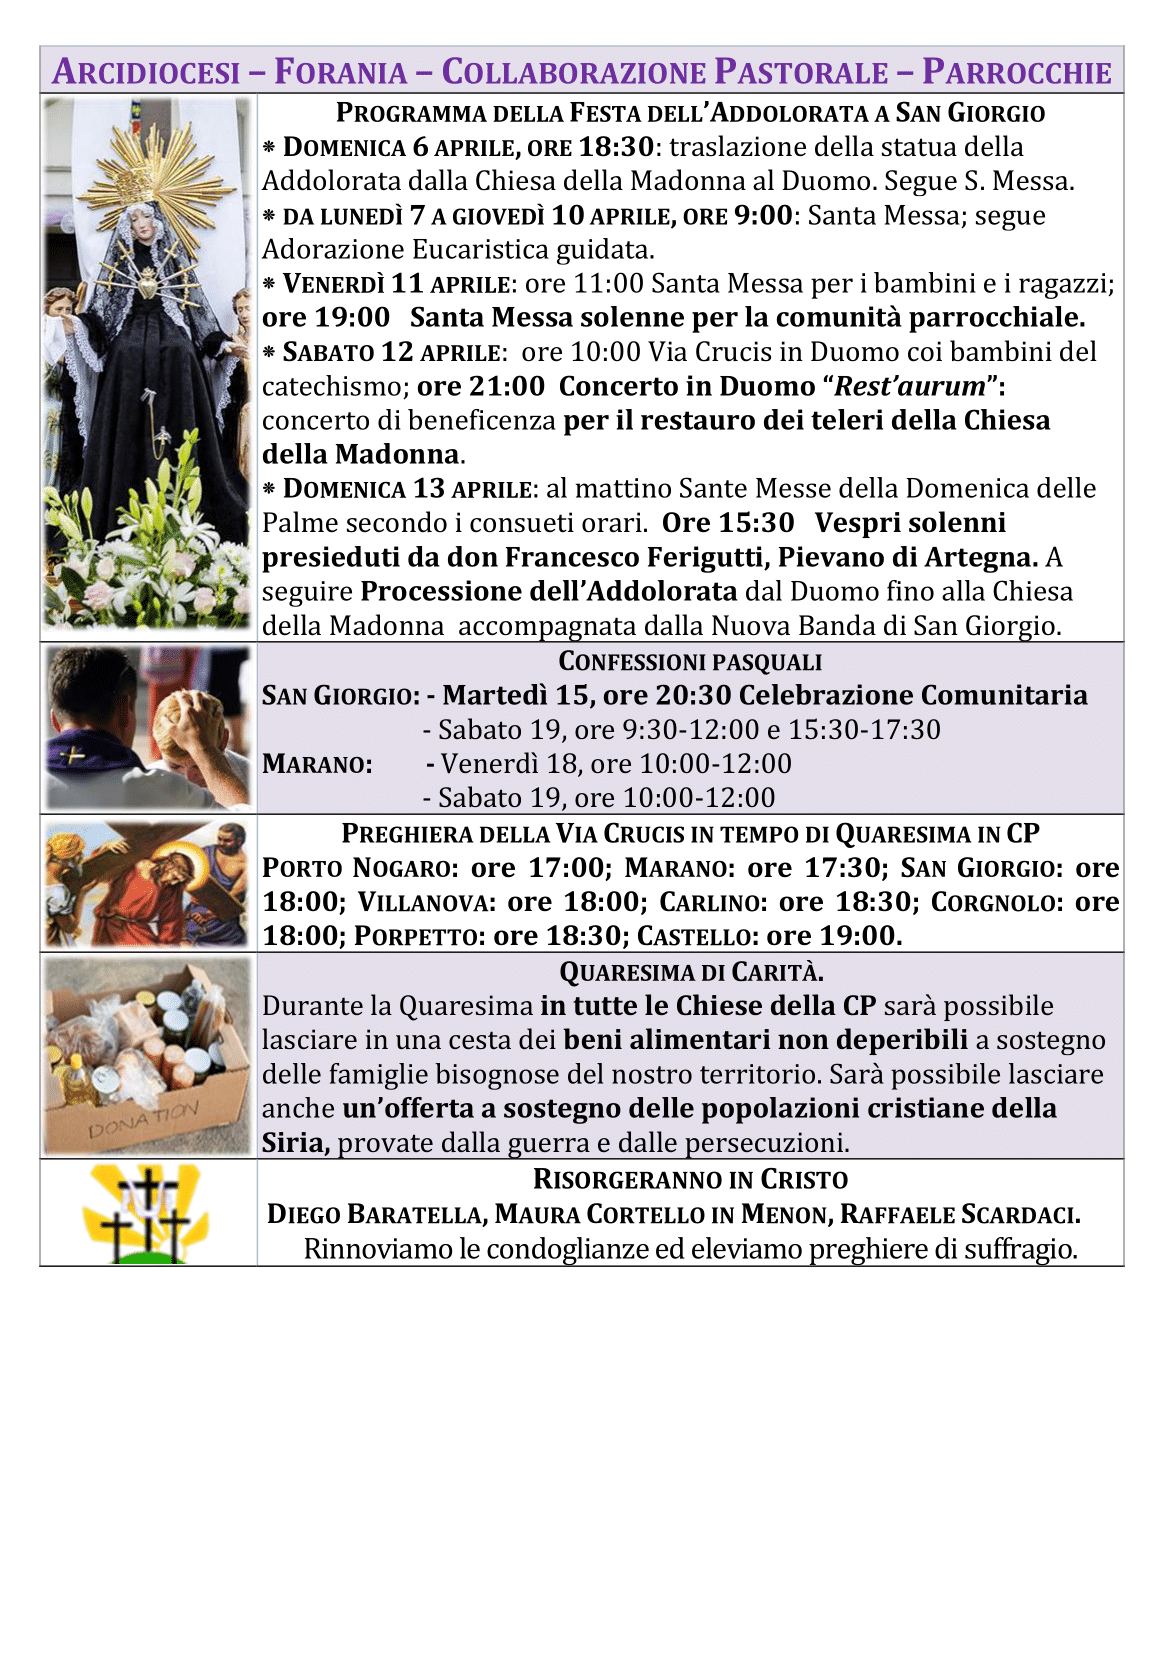 ARCIDIOCESI – FORANIA – COLLABORAZIONE PASTORALE – PARROCCHIE
PROGRAMMA DELLA FESTA DELL’ADDOLORATA A SAN GIORGIO
⁕ DOMENICA 6 APRILE, ORE 18:30: traslazione della statua della
Addolorata dalla Chiesa della Madonna al Duomo. Segue S. Messa.
⁕ DA LUNEDÌ 7 A GIOVEDÌ 10 APRILE, ORE 9:00: Santa Messa; segue
Adorazione Eucaristica guidata.
⁕ VENERDÌ 11 APRILE: ore 11:00 Santa Messa per i bambini e i ragazzi;
ore 19:00 Santa Messa solenne per la comunità parrocchiale.
⁕ SABATO 12 APRILE: ore 10:00 Via Crucis in Duomo coi bambini del
catechismo; ore 21:00 Concerto in Duomo “Rest’aurum”:
concerto di beneficenza per il restauro dei teleri della Chiesa
della Madonna.
⁕ DOMENICA 13 APRILE: al mattino Sante Messe della Domenica delle
Palme secondo i consueti orari. Ore 15:30 Vespri solenni
presieduti da don Francesco Ferigutti, Pievano di Artegna. A
seguire Processione dell’Addolorata dal Duomo fino alla Chiesa
della Madonna accompagnata dalla Nuova Banda di San Giorgio.
CONFESSIONI PASQUALI
SAN GIORGIO: - Martedì 15, ore 20:30 Celebrazione Comunitaria
- Sabato 19, ore 9:30-12:00 e 15:30-17:30
MARANO: - Venerdì 18, ore 10:00-12:00
- Sabato 19, ore 10:00-12:00
PREGHIERA DELLA VIA CRUCIS IN TEMPO DI QUARESIMA IN CP
PORTO NOGARO: ore 17:00; MARANO: ore 17:30; SAN GIORGIO: ore
18:00; VILLANOVA: ore 18:00; CARLINO: ore 18:30; CORGNOLO: ore
18:00; PORPETTO: ore 18:30; CASTELLO: ore 19:00.
QUARESIMA DI CARITÀ.
Durante la Quaresima in tutte le Chiese della CP sarà possibile
lasciare in una cesta dei beni alimentari non deperibili a sostegno
delle famiglie bisognose del nostro territorio. Sarà possibile lasciare
anche un’offerta a sostegno delle popolazioni cristiane della
Siria, provate dalla guerra e dalle persecuzioni.
DONATION
RISORGERANNO IN CRISTO
DIEGO BARATELLA, MAURA CORTELLO IN MENON, RAFFAELE SCARDACI.
Rinnoviamo le condoglianze ed eleviamo preghiere di suffragio.